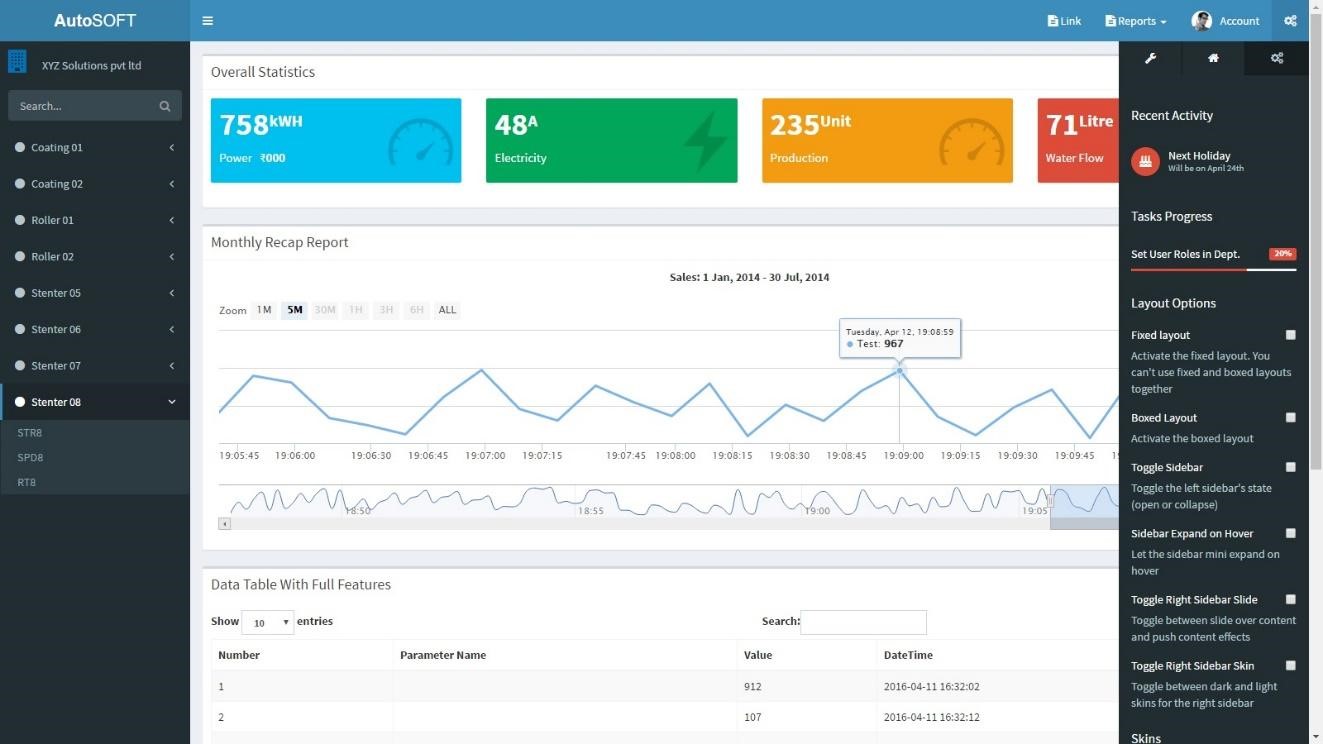 AutoSOFT
Link
Reports
Account
XYZ Solutions pvt ltd
Search...
Coating 01
Coating 02
Roller 01
Roller 02
Stenter 05
Stenter 06
Stenter 07
Stenter 08
STR8
SPD8
RT8
Overall Statistics
758kWH
Power ₹000
48A
Electricity
235Unit
Production
71Litre
Water Flow
Monthly Recap Report
Sales: 1 Jan, 2014 - 30 Jul, 2014
Zoom 1M 5M 30M 1H 3H 6H ALL
Tuesday, Apr 12, 19:08:59
Test: 967
19:05:45 19:06:00 19:06:30 19:06:45 19:07:00 19:07:15 19:07:45 19:08:00 19:08:15 19:08:30 19:08:45 19:09:00 19:09:15 19:09:30 19:09:45
18:50 18:55 19:00 19:05
Data Table With Full Features
Show 10 entries
Search:
Number Parameter Name Value DateTime
1 912 2016-04-11 16:32:02
2 107 2016-04-11 16:32:12
Recent Activity
Next Holiday
Will be on April 24th
Tasks Progress
Set User Roles in Dept. 20%
Layout Options
Fixed layout
Activate the fixed layout. You
can't use fixed and boxed layouts
together
Boxed Layout
Activate the boxed layout
Toggle Sidebar
Toggle the left sidebar's state
(open or collapse)
Sidebar Expand on Hover
Let the sidebar mini expand on
hover
Toggle Right Sidebar Slide
Toggle between slide over content
and push content effects
Toggle Right Sidebar Skin
Toggle between dark and light
skins for the right sidebar
Skins